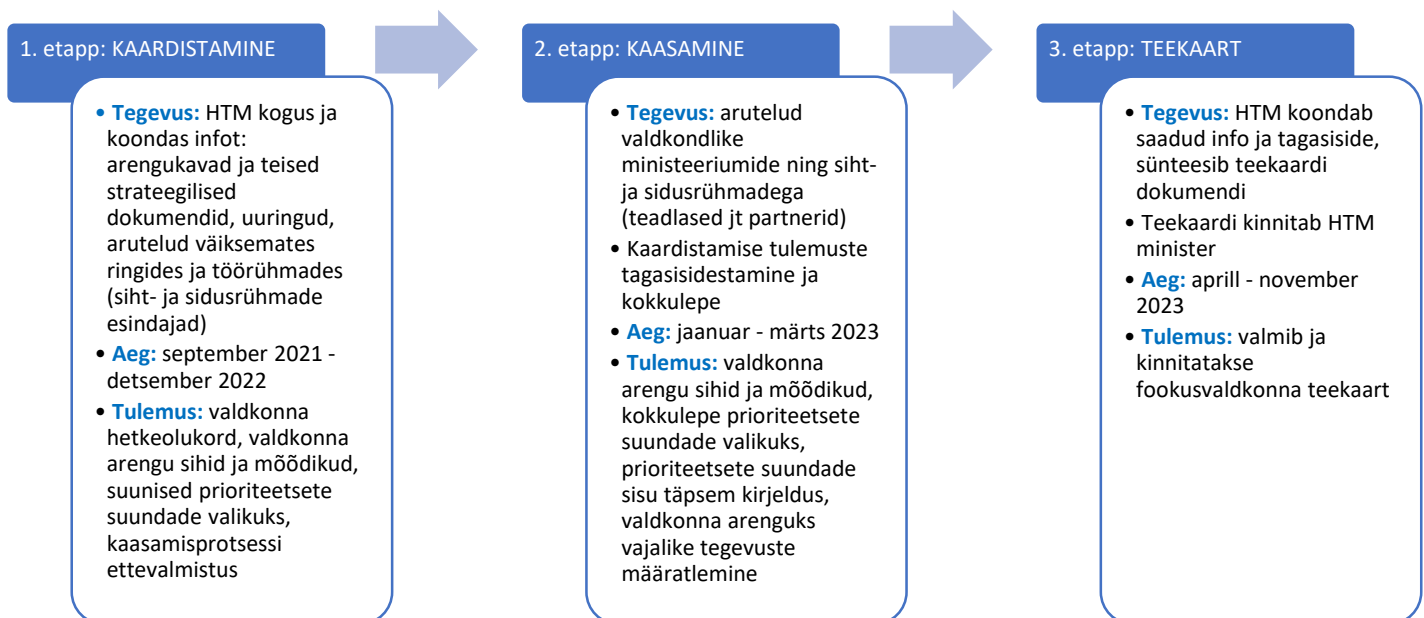 1. etapp: KAARDISTAMINE
• Tegevus: HTM kogus ja
koondas infot:
arengukavad ja teised
strateegilised
dokumendid, uuringud,
arutelud väiksemates
ringides ja töörühmades
(siht- ja sidusrühmade
esindajad)
• Aeg: september 2021 -
detsember 2022
• Tulemus: valdkonna
hetkeolukord, valdkonna
arengu sihid ja mõõdikud,
suunised prioriteetsete
suundade valikuks,
kaasamisprotsessi
ettevalmistus
2. etapp: KAASAMINE
• Tegevus: arutelud
valdkondlike
ministeeriumide ning siht-
ja sidusrühmadega
(teadlased jt partnerid)
• Kaardistamise tulemuste
tagasisidestamine ja
kokkulepe
• Aeg: jaanuar - märts 2023
• Tulemus: valdkonna
arengu sihid ja mõõdikud,
kokkulepe prioriteetsete
suundade valikuks,
prioriteetsete suundade
sisu täpsem kirjeldus,
valdkonna arenguks
vajalike tegevuste
määratlemine
3. etapp: TEEKAART
• Tegevus: HTM koondab
saadud info ja tagasiside,
sünteesib teekaardi
dokumendi
• Teekaardi kinnitab HTM
minister
• Aeg: aprill - november
2023
• Tulemus: valmib ja
kinnitatakse
fookusvaldkonna teekaart